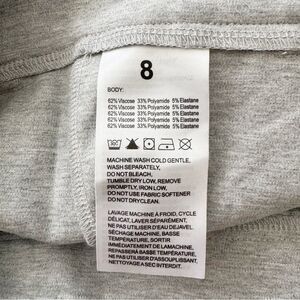 8
BODY:
62% Viscose 33% Polyamide 5% Elastane
62% Viscose 33% Polyamide 5% Elastane
62% Viscose 33% Polyamide 5% Elastane
62% Viscose 33% Polyamide 5% Elastane
62% Viscose 33% Polyamide 5% Elastane
MACHINE WASH COLD GENTLE,
WASH SEPARATELY,
DO NOT BLEACH,
TUMBLE DRY LOW, REMOVE
PROMPTLY, IRON LOW,
DO NOT USE FABRIC SOFTENER
DO NOT DRYCLEAN.
LAVAGE MACHINE À FROID, CYCLE
DÉLICAT, LAVER SÉPARÉMENT,
NE PAS UTILISER D'EAU DEJAVEL.
SÉCHAGE MACHINE, BASSE
TEMPÉRATURE, SORTIR
IMMÉDIATEMENT DE LA MACHINE,
REPASSERÀ BASSE TEMPÉRATURE,
NE PAS UTILISER D'ASSOUPLISSANT,
NETTOYAGE A SEC INTERDIT.